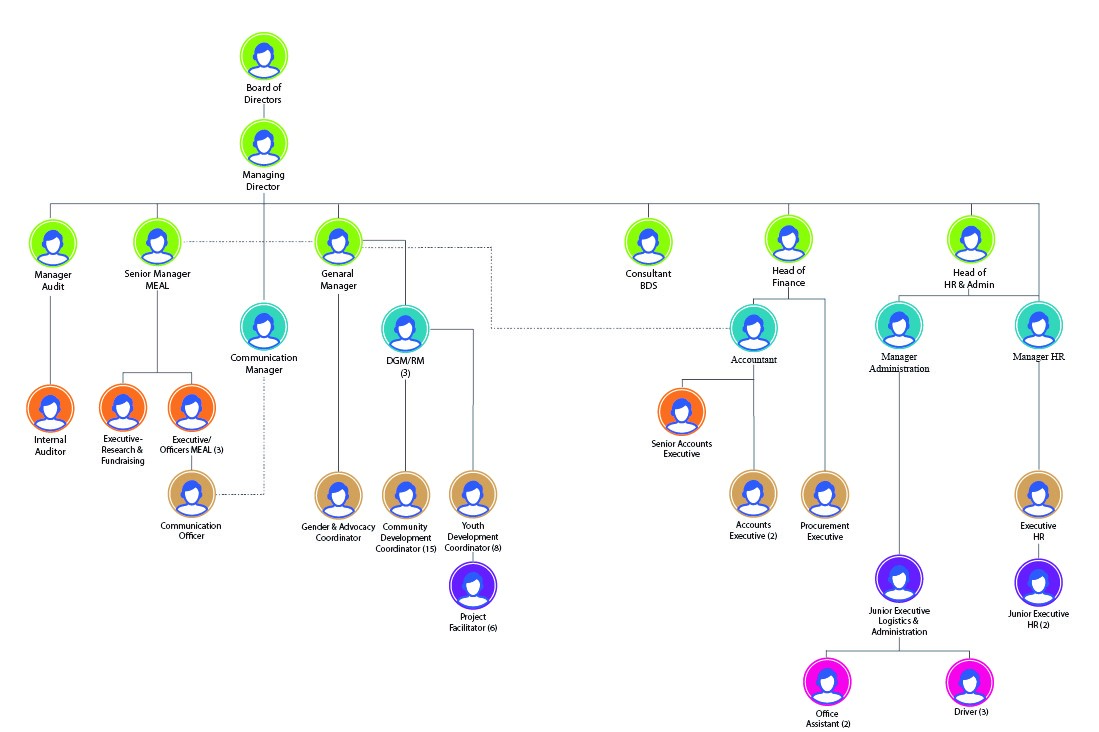 Board of
Directors
Managing
Director
Manager
Audit
Senior Manager
MEAL
Genaral
Manager
Consultant
BDS
Head of
Finance
Head of
HR & Admin
Communication
Manager
DGM/RM
(3)
Accountant
Manager
Administration
Manager HR
Internal
Auditor
Executive-
Research &
Fundraising
Executive/
Officers MEAL (3)
Senior Accounts
Executive
Communication
Officer
Gender & Advocacy
Coordinator
Community
Development
Coordinator (15)
Youth
Development
Coordinator (8)
Accounts
Executive (2)
Procurement
Executive
Executive
HR
Project
Facilitator (6)
Junior Executive
Logistics &
Administration
Junior Executive
HR (2)
Office
Assistant (2)
Driver (3)